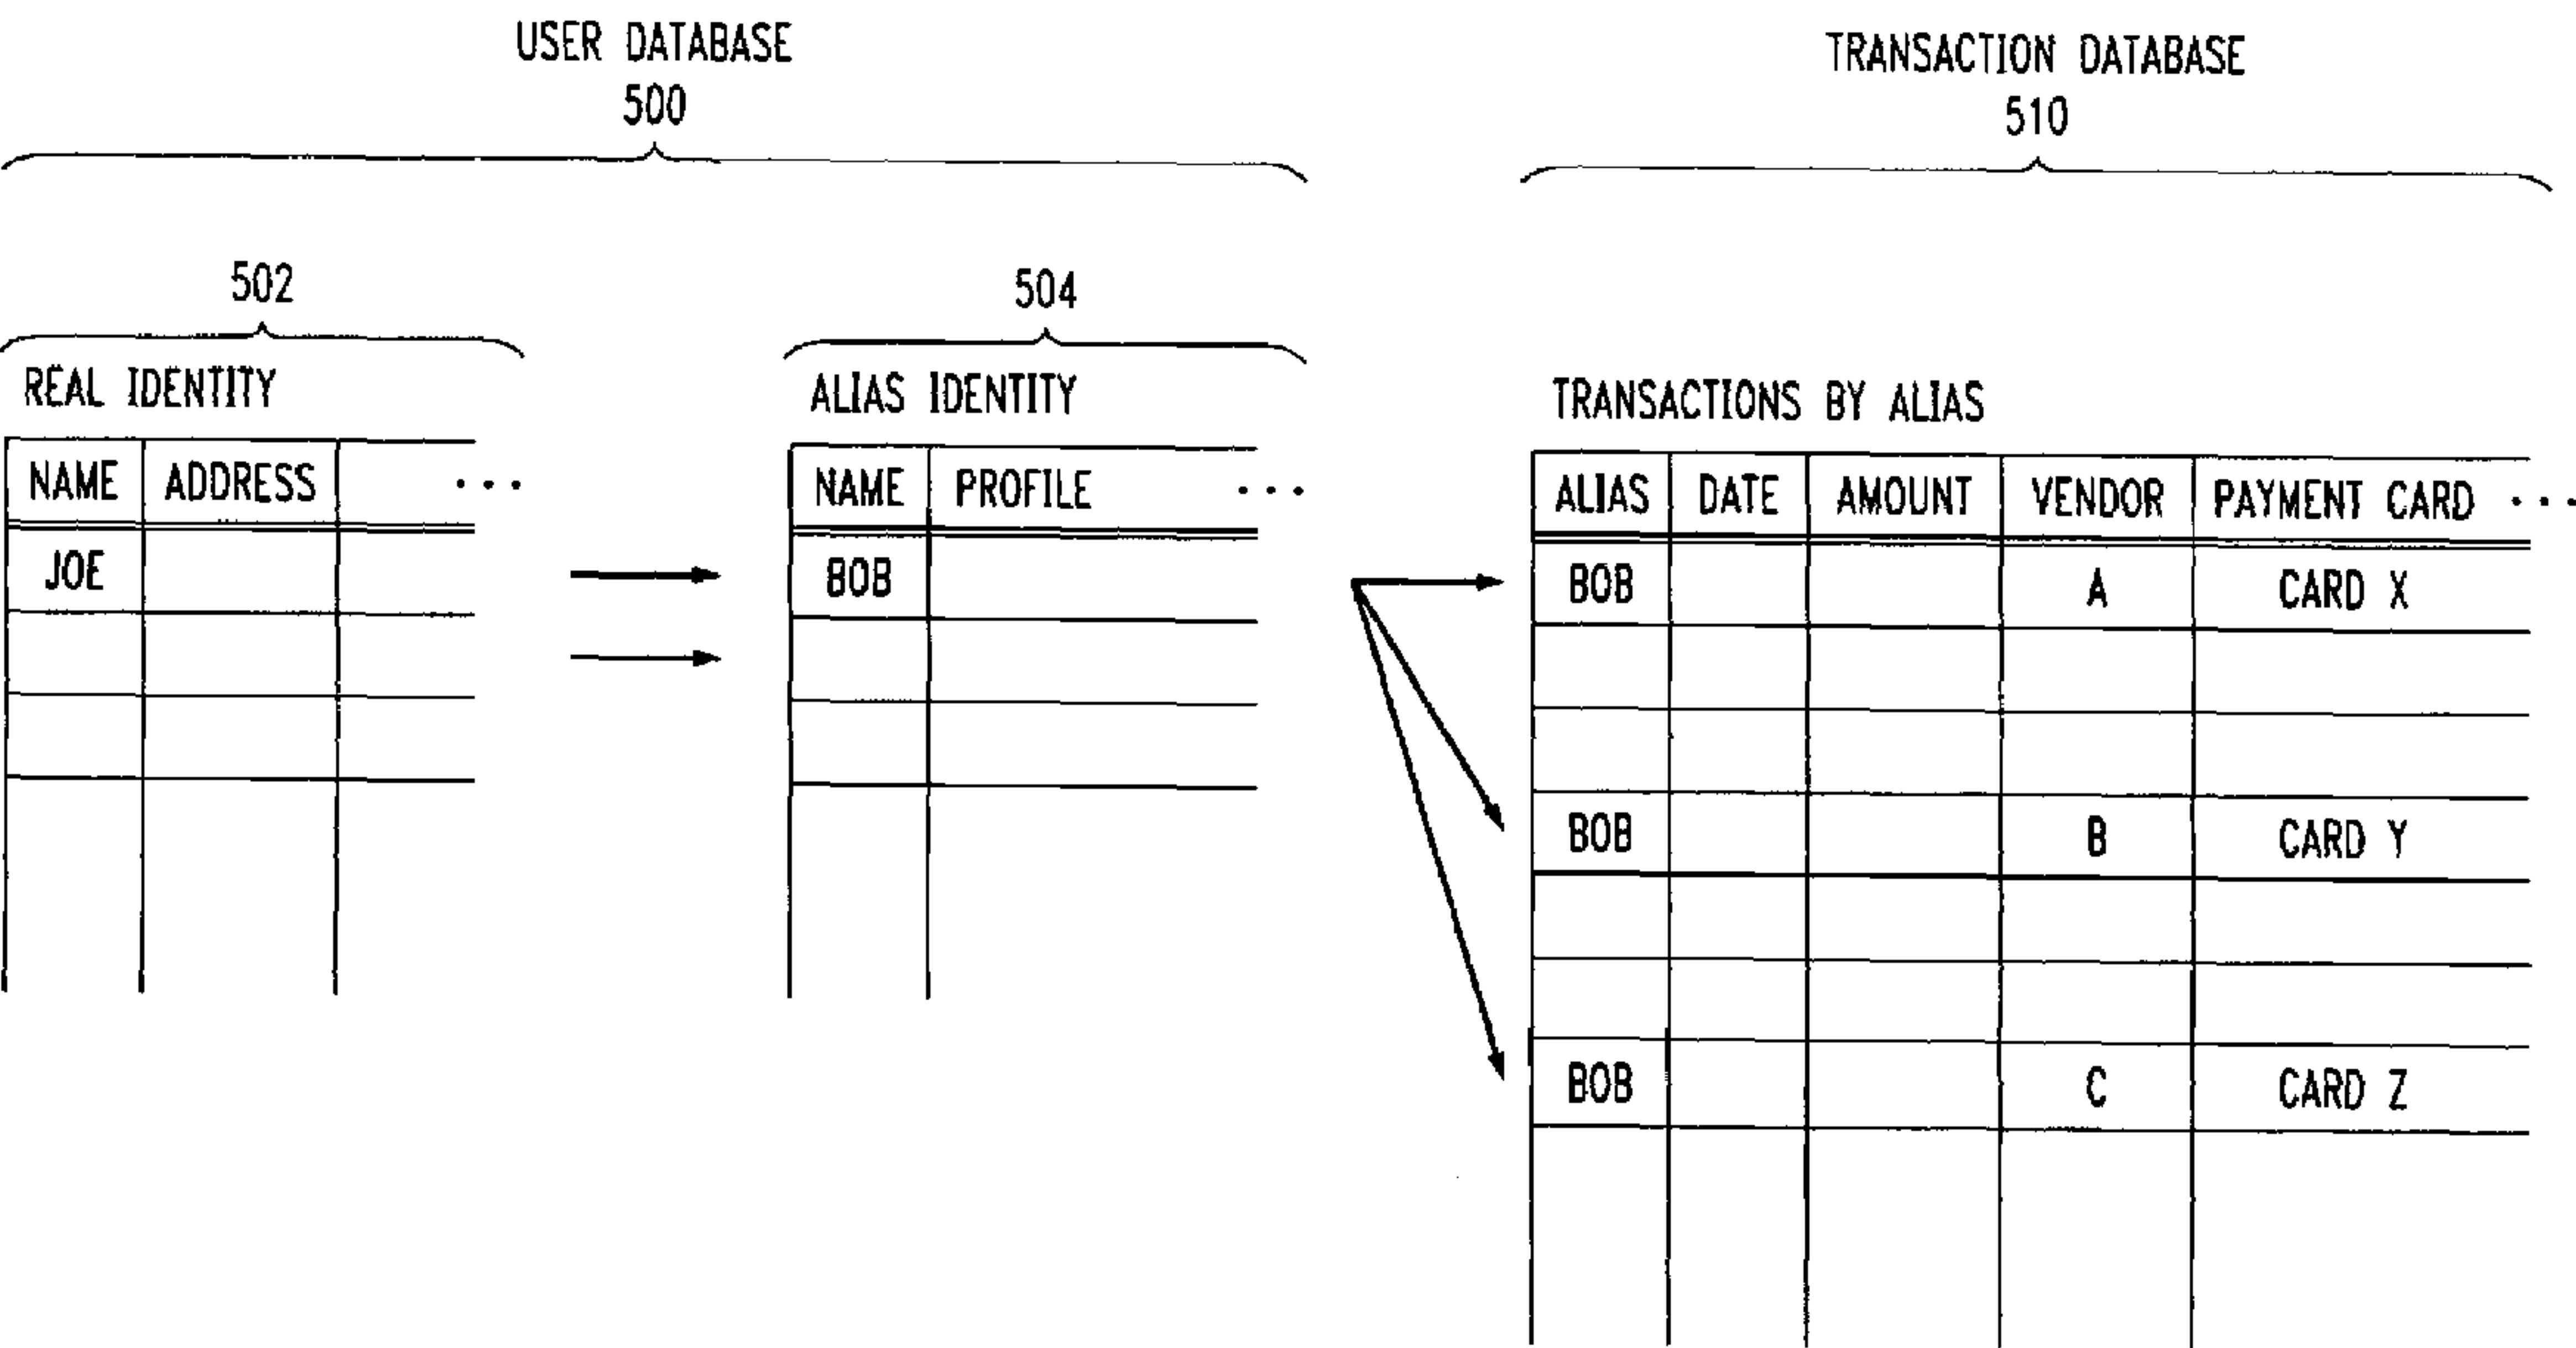 USER DATABASE
500
TRANSACTION DATABASE
510
502
504
REAL IDENTITY
ALIAS IDENTITY
TRANSACTIONS BY ALIAS
NAME ADDRESS ...
NAME PROFILE ...
ALIAS DATE AMOUNT VENDOR PAYMENT CARD ...
JOE
BOB
BOB A CARD X
BOB B CARD Y
BOB C CARD Z